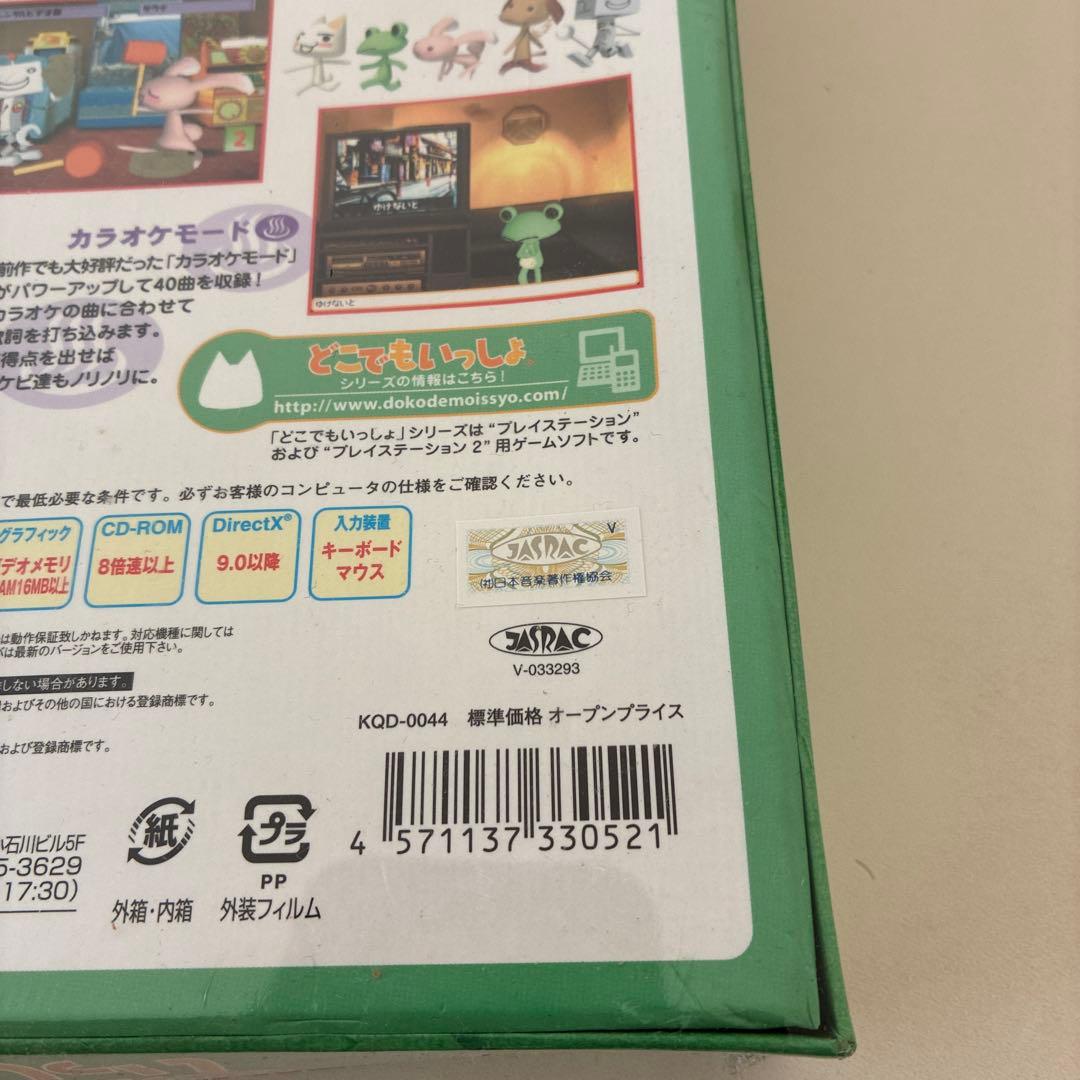 カラオケモード
前作でも大好評だった「カラオケモード」
がパワーアップして40曲を収録!
カラオケの曲に合わせて
歌詞を打ち込みます。
得点を出せば
ケピ達もノリノリに。
ゆけないと
ゆけないと
どこでもいっしょ。
シリーズの情報はこちら!
http://www.dokodemoissyo.com/
「どこでもいっしょ」シリーズは“プレイステーション”
および“プレイステーション 2”用ゲームソフトです。
で最低必要な条件です。必ずお客様のコンピュータの仕様をご確認ください。
グラフィック
デオメモリ
AM16MB以上
CD-ROM
8倍速以上
DirectX®
9.0以降
入力装置
キーボード
マウス
V
JASRAC
(社)日本音楽著作権協会
JASRAC
V-033293
は動作保証致しかねます。対応機種に関しては
バは最新のバージョンをご使用下さい。
しない場合があります。
およびその他の国における登録商標です。
および登録商標です。
KQD-0044 標準価格 オープンプライス
4 571137 330521
石川ビル5F
5-3629
17:30)
紙
外箱・内箱
プラ
PP
外装フィルム
2